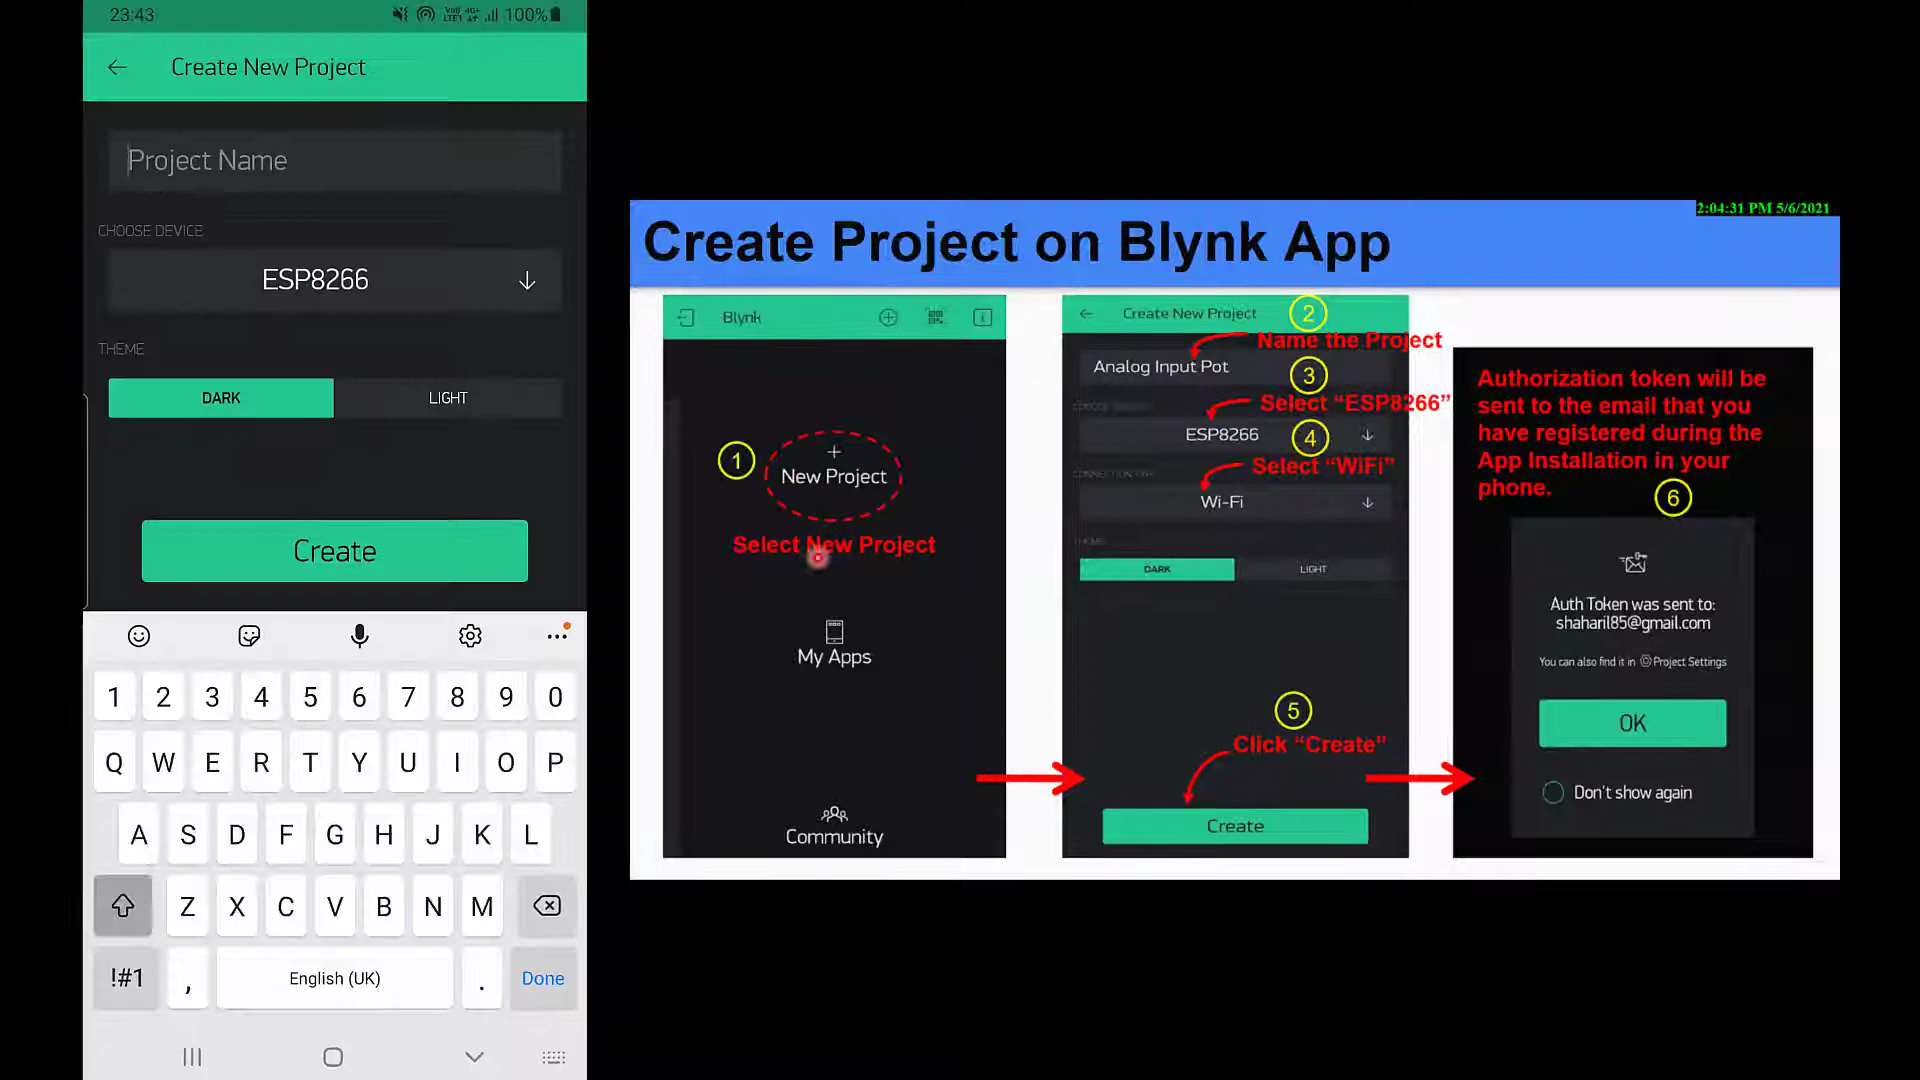 23:43
100%
Create New Project
Project Name
CHOOSE DEVICE
ESP8266
THEME
DARK
LIGHT
Create
1 2 3 4 5 6 7 8 9 0
Q W E R T Y U I O P
A S D F G H J K L
Z X C V B N M
!#1 , English (UK) . Done
2:04:31 PM 5/6/2021
Create Project on Blynk App
Blynk
1
+
New Project
Select New Project
My Apps
Community
Create New Project
2
Name the Project
Analog Input Pot
3
Select “ESP8266”
ESP8266
4
Select “WiFi”
Wi-Fi
THEME
DARK
LIGHT
5
Click “Create”
Create
Authorization token will be
sent to the email that you
have registered during the
App Installation in your
phone.
6
Auth Token was sent to:
shaharil85@gmail.com
You can also find it in Project Settings
OK
Don't show again